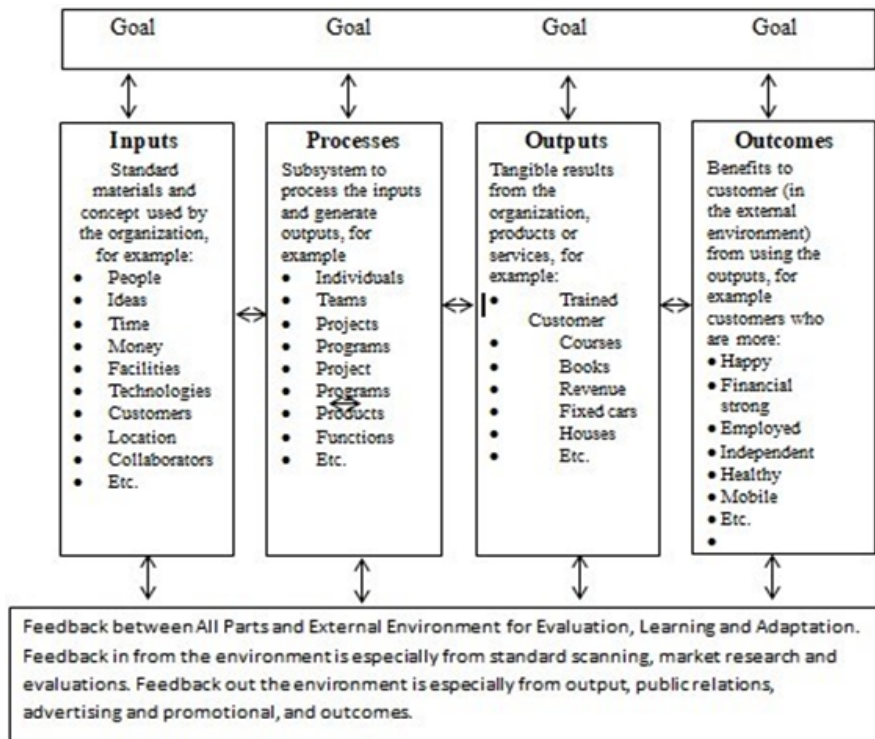 Goal Goal Goal Goal
Inputs
Standard
materials and
concept used by
the organization,
for example:
• People
• Ideas
• Time
• Money
• Facilities
• Technologies
• Customers
• Location
• Collaborators
• Etc.
Processes
Subsystem to
process the inputs
and generate
outputs, for
example
• Individuals
• Teams
• Projects
• Programs
• Project
• Programs
• Products
• Functions
• Etc.
Outputs
Tangible results
from the
organization,
products or
services, for
example:
• Trained
Customer
• Courses
• Books
• Revenue
• Fixed cars
• Houses
• Etc.
Outcomes
Benefits to
customer (in
the external
environment)
from using the
outputs, for
example
customers who
are more:
• Happy
• Financial
strong
• Employed
• Independent
• Healthy
• Mobile
• Etc.
•
Feedback between All Parts and External Environment for Evaluation, Learning and Adaptation.
Feedback in from the environment is especially from standard scanning, market research and
evaluations. Feedback out the environment is especially from output, public relations,
advertising and promotional, and outcomes.